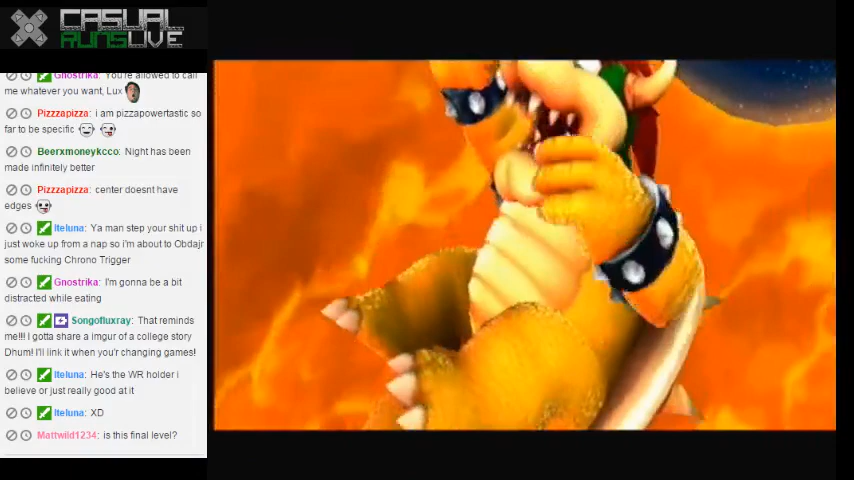 CASUAL
RUNSLIVE
Gnostrika: You're allowed to call
me whatever you want, Lux
Pizzzapizza: i am pizzapowertastic so
far to be specific
Beerxmoneykcco: Night has been
made infinitely better
Pizzzapizza: center doesnt have
edges
Iteluna: Ya man step your shit up i
just woke up from a nap so i'm about to Obdajr
some fucking Chrono Trigger
Gnostrika: I'm gonna be a bit
distracted while eating
Songofluxray: That reminds
me!!! I gotta share a imgur of a college story
Dhum! I'll link it when you'r changing games!
Iteluna: He's the WR holder i
believe or just really good at it
Iteluna: XD
Mattwild1234: is this final level?